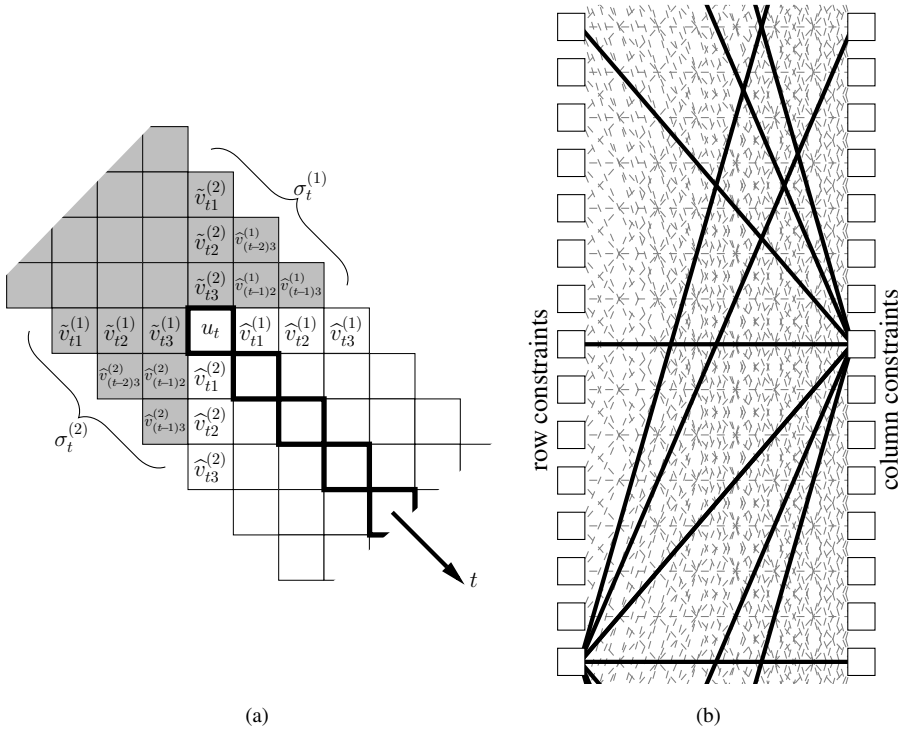 σ_t^{(1)}
ṽ_{t1}^{(2)}
ṽ_{t2}^{(2)} v̂_{(t-2)3}^{(1)}
ṽ_{t3}^{(2)} v̂_{(t-1)2}^{(1)} v̂_{(t-1)3}^{(1)}
ṽ_{t1}^{(1)} ṽ_{t2}^{(1)} ṽ_{t3}^{(1)} u_t v̂_{t1}^{(1)} v̂_{t2}^{(1)} v̂_{t3}^{(1)}
v̂_{(t-2)3}^{(2)} v̂_{(t-1)2}^{(2)} v̂_{t1}^{(2)}
v̂_{(t-1)3}^{(2)} v̂_{t2}^{(2)}
σ_t^{(2)}
v̂_{t3}^{(2)}
t
(a)
row constraints
column constraints
(b)